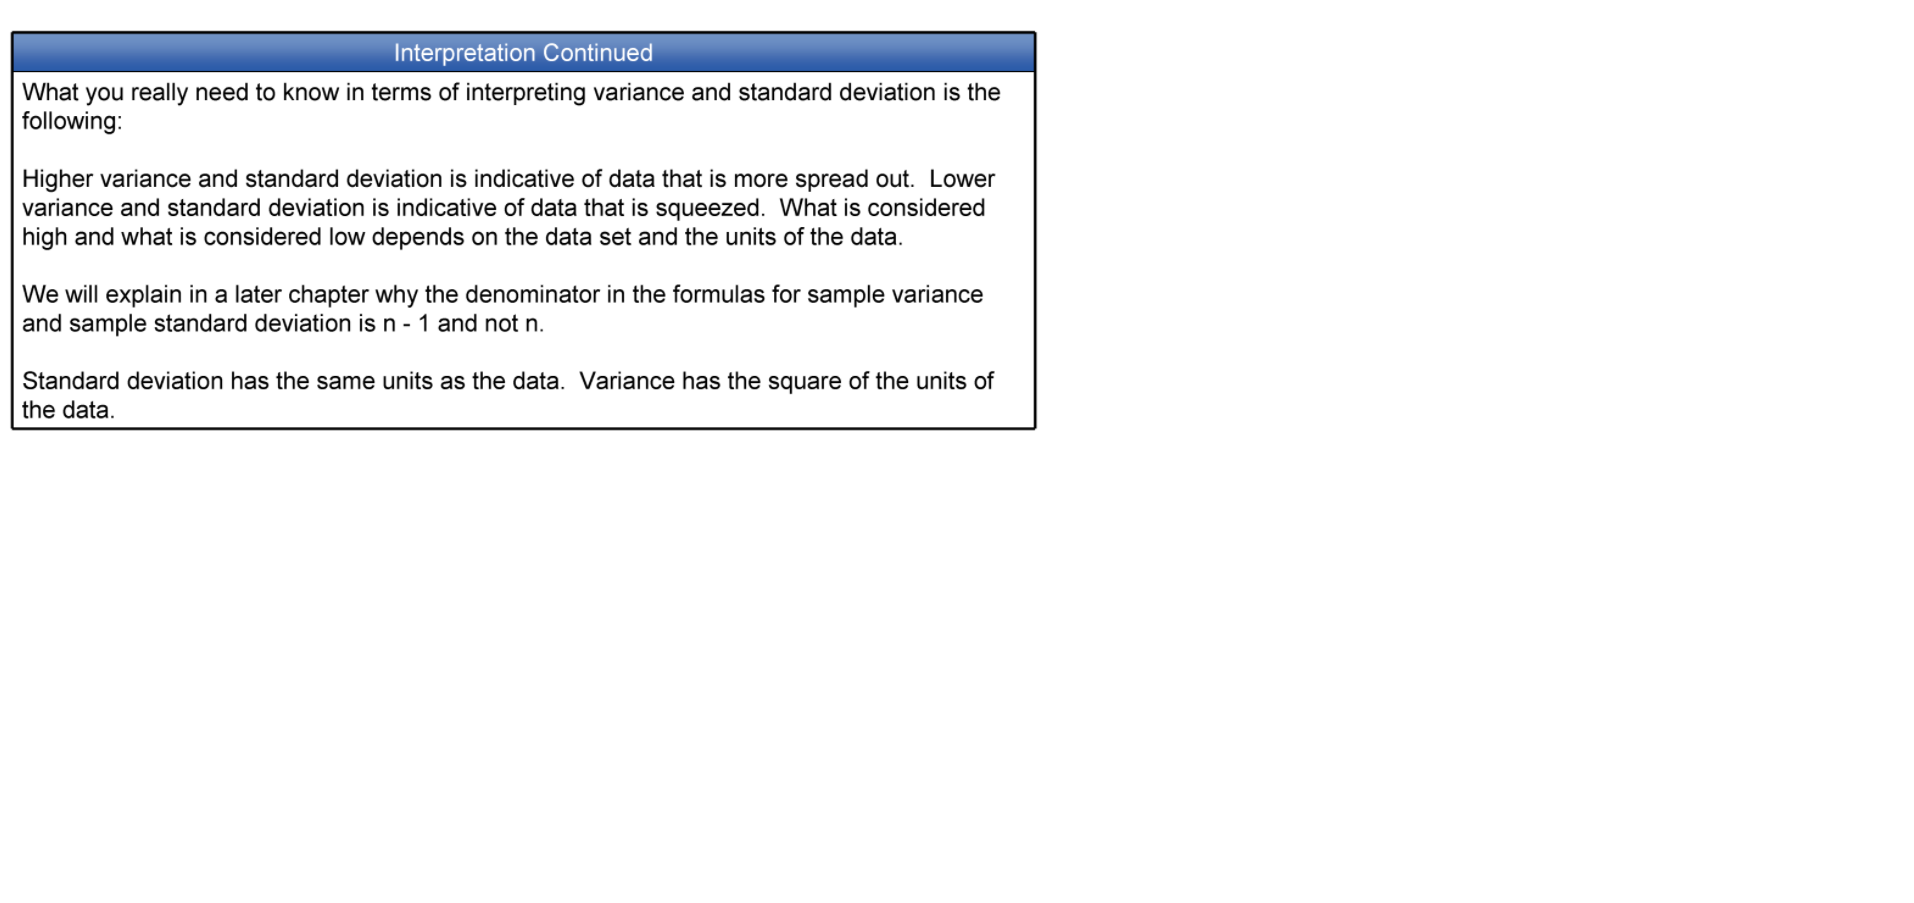 Interpretation Continued
What you really need to know in terms of interpreting variance and standard deviation is the
following:
Higher variance and standard deviation is indicative of data that is more spread out.  Lower
variance and standard deviation is indicative of data that is squeezed.  What is considered
high and what is considered low depends on the data set and the units of the data.
We will explain in a later chapter why the denominator in the formulas for sample variance
and sample standard deviation is n - 1 and not n.
Standard deviation has the same units as the data.  Variance has the square of the units of
the data.